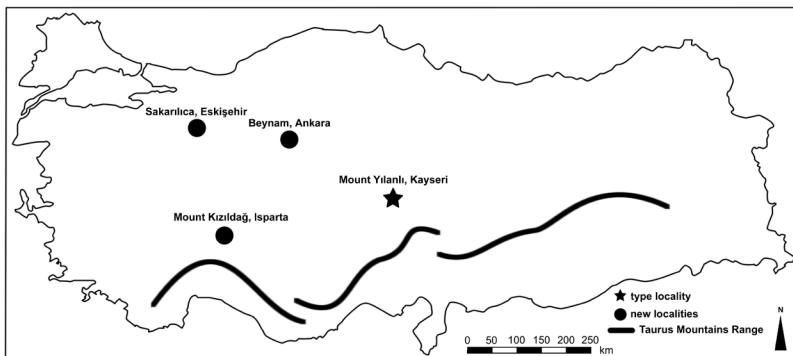 Sakarılıca, Eskişehir
Beynam, Ankara
Mount Yılanlı, Kayseri
Mount Kızıldağ, Isparta
type locality
new localities
Taurus Mountains Range
0 50 100 150 200 250
km
N